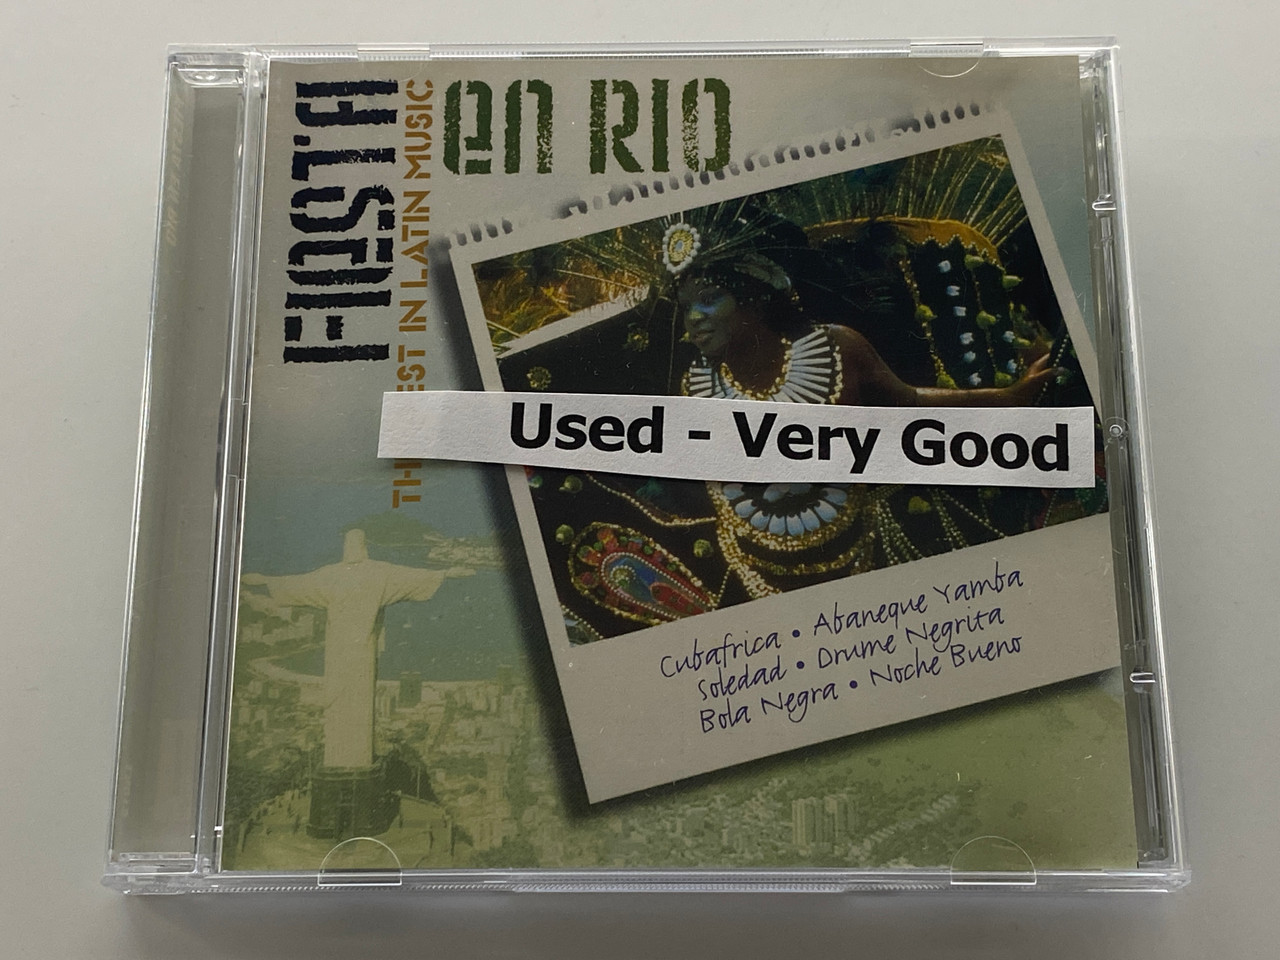 FIESTA
EN RIO
TH EST IN LATIN MUSIC
Used - Very Good
Cubafrica • Abaneque Yamba
Soledad • Drume Negrita
Bola Negra • Noche Bueno